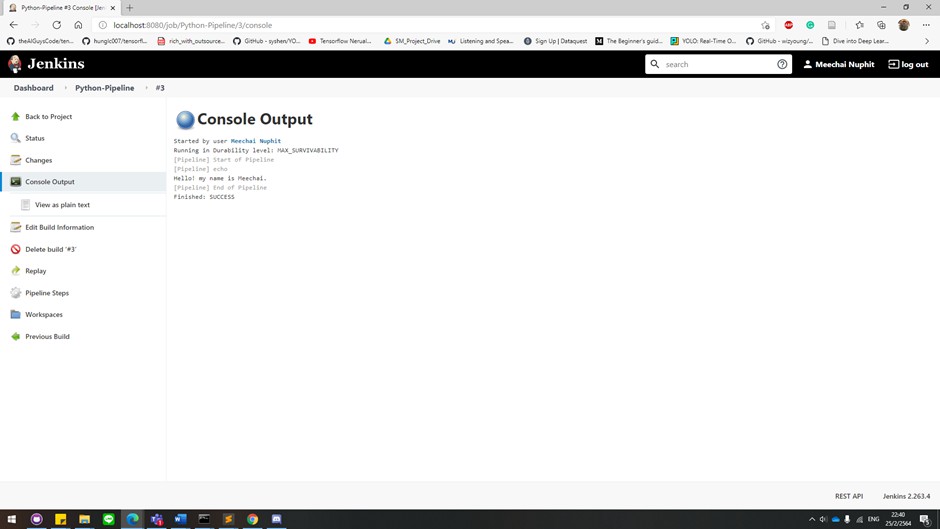 Python-Pipeline #3 Console [Jen
localhost:8080/job/Python-Pipeline/3/console
theAIGuysCode/ten...
hunglc007/tensorfl...
rich_with_outsource...
GitHub - syshen/YO...
Tensorflow Nerual...
SM_Project_Drive
Listening and Spea...
Sign Up | Dataquest
The Beginner's guid...
YOLO: Real-Time O...
GitHub - wizyoung/...
Dive into Deep Lear...
Jenkins
search
Meechai Nuphit
log out
Dashboard
Python-Pipeline
#3
Back to Project
Status
Changes
Console Output
View as plain text
Edit Build Information
Delete build '#3'
Replay
Pipeline Steps
Workspaces
Previous Build
Console Output
Started by user Meechai Nuphit
Running in Durability level: MAX_SURVIVABILITY
[Pipeline] Start of Pipeline
[Pipeline] echo
Hello! my name is Meechai.
[Pipeline] End of Pipeline
Finished: SUCCESS
REST API
Jenkins 2.263.4
ENG
22:40
25/2/2564